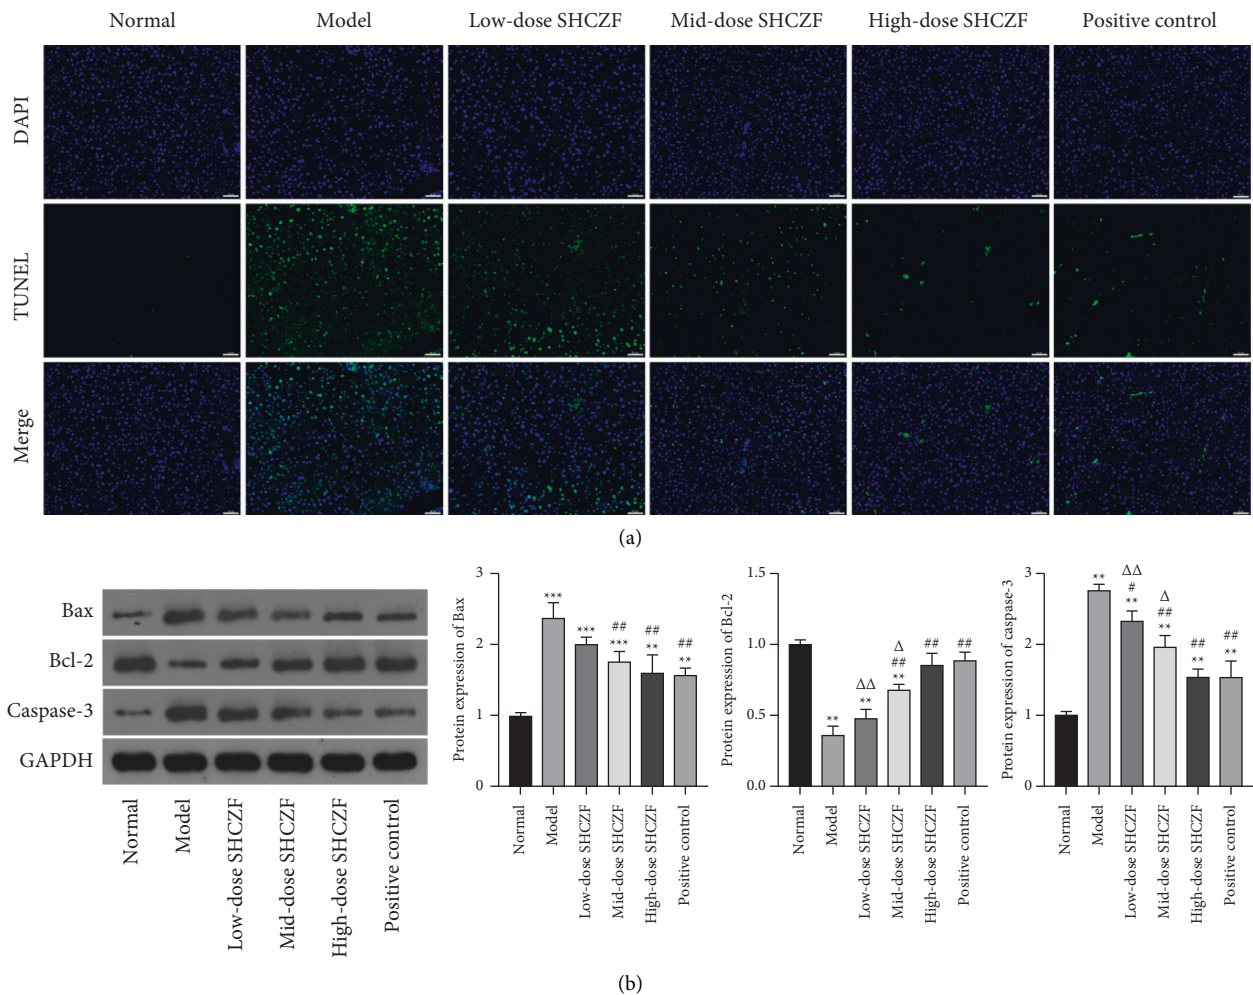 Normal Model Low-dose SHCZF Mid-dose SHCZF High-dose SHCZF Positive control
DAPI
TUNEL
Merge
(a)
Bax
Bcl-2
Caspase-3
GAPDH
Normal
Model
Low-dose SHCZF
Mid-dose SHCZF
High-dose SHCZF
Positive control
Protein expression of Bax
3
2
1
0
***
***
##
***
##
**
##
**
Normal
Model
Low-dose SHCZF
Mid-dose SHCZF
High-dose SHCZF
Positive control
Protein expression of Bcl-2
1.5
1.0
0.5
0.0
**
ΔΔ
**
Δ
##
**
##
##
Normal
Model
Low-dose SHCZF
Mid-dose SHCZF
High-dose SHCZF
Positive control
Protein expression of caspase-3
3
2
1
0
**
ΔΔ
#
**
Δ
##
**
##
**
##
**
Normal
Model
Low-dose SHCZF
Mid-dose SHCZF
High-dose SHCZF
Positive control
(b)